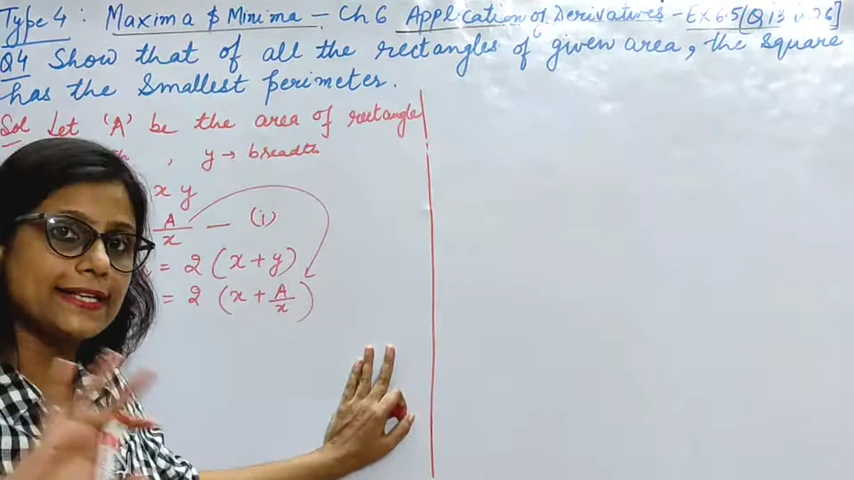 Type 4 : Maxima & Minima - Ch 6 Application of Derivatives - EX 6.5 [Q 13
Q4 Show that of all the rectangles of given area, the Square
has the Smallest perimeter.
Sol Let 'A' be the area of rectangle
, y → breadth
x y
A/x — (i)
= 2 (x + y)
= 2 (x + A/x)